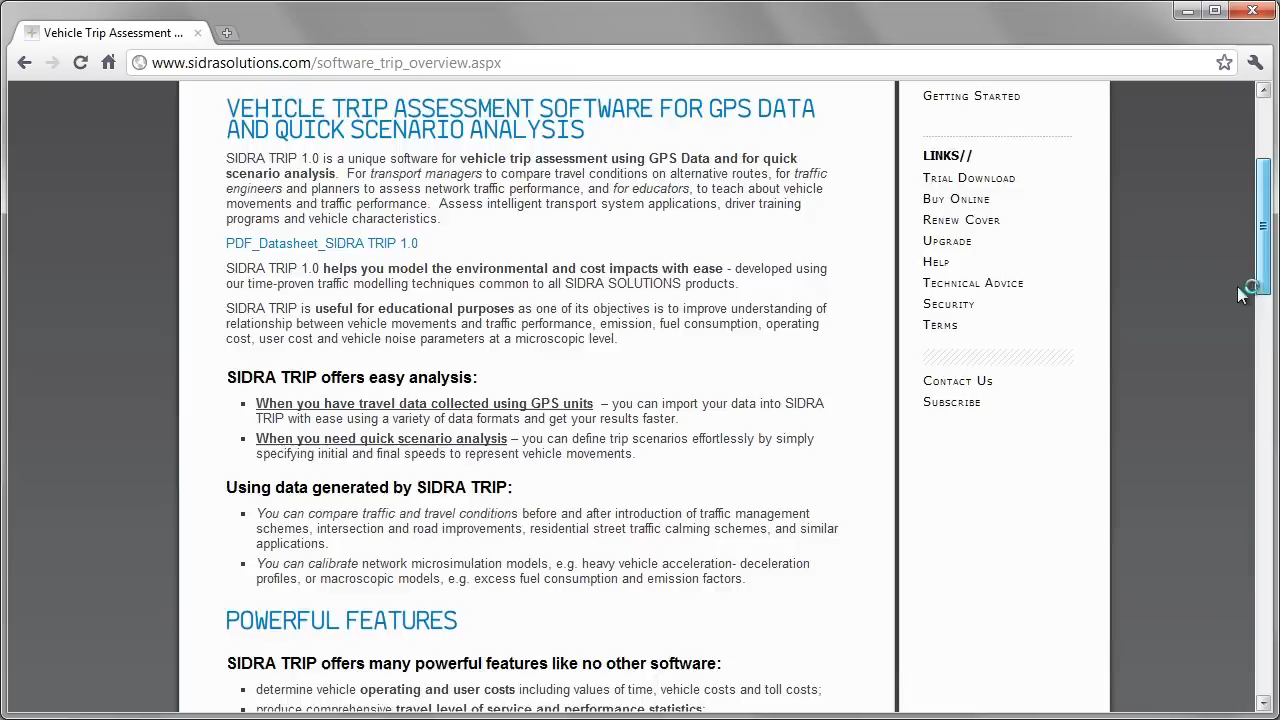 Vehicle Trip Assessment ...
www.sidrasolutions.com/software_trip_overview.aspx
VEHICLE TRIP ASSESSMENT SOFTWARE FOR GPS DATA
AND QUICK SCENARIO ANALYSIS
SIDRA TRIP 1.0 is a unique software for vehicle trip assessment using GPS Data and for quick
scenario analysis.  For transport managers to compare travel conditions on alternative routes, for traffic
engineers and planners to assess network traffic performance, and for educators, to teach about vehicle
movements and traffic performance.  Assess intelligent transport system applications, driver training
programs and vehicle characteristics.
PDF_Datasheet_SIDRA TRIP 1.0
SIDRA TRIP 1.0 helps you model the environmental and cost impacts with ease - developed using
our time-proven traffic modelling techniques common to all SIDRA SOLUTIONS products.
SIDRA TRIP is useful for educational purposes as one of its objectives is to improve understanding of
relationship between vehicle movements and traffic performance, emission, fuel consumption, operating
cost, user cost and vehicle noise parameters at a microscopic level.
SIDRA TRIP offers easy analysis:
When you have travel data collected using GPS units – you can import your data into SIDRA
TRIP with ease using a variety of data formats and get your results faster.
When you need quick scenario analysis – you can define trip scenarios effortlessly by simply
specifying initial and final speeds to represent vehicle movements.
Using data generated by SIDRA TRIP:
You can compare traffic and travel conditions before and after introduction of traffic management
schemes, intersection and road improvements, residential street traffic calming schemes, and similar
applications.
You can calibrate network microsimulation models, e.g. heavy vehicle acceleration- deceleration
profiles, or macroscopic models, e.g. excess fuel consumption and emission factors.
POWERFUL FEATURES
SIDRA TRIP offers many powerful features like no other software:
determine vehicle operating and user costs including values of time, vehicle costs and toll costs;
produce comprehensive travel level of service and performance statistics;
Getting Started
LINKS//
Trial Download
Buy Online
Renew Cover
Upgrade
Help
Technical Advice
Security
Terms
Contact Us
Subscribe